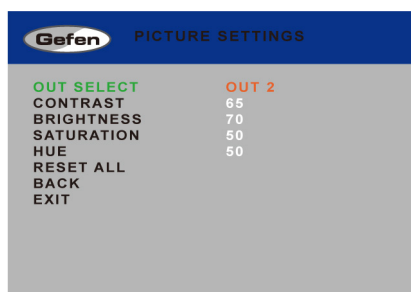 Gefen PICTURE SETTINGS
OUT SELECT OUT 2
CONTRAST 65
BRIGHTNESS 70
SATURATION 50
HUE 50
RESET ALL
BACK
EXIT